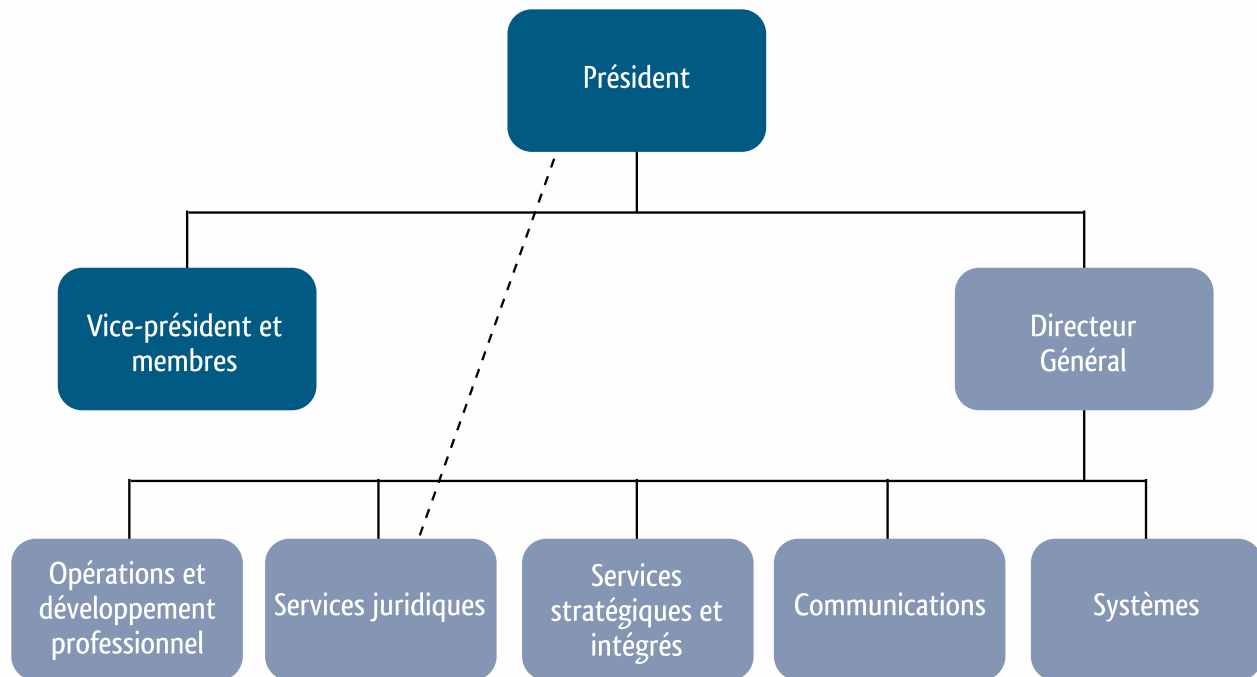 Président
Vice-président et
membres
Directeur
Général
Opérations et
développement
professionnel
Services juridiques
Services
stratégiques et
intégrés
Communications
Systèmes